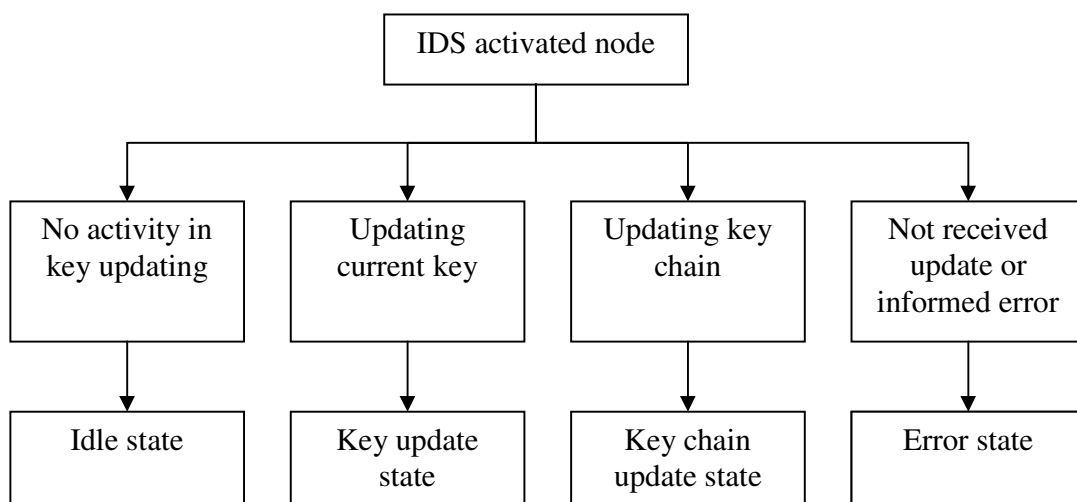 IDS activated node
No activity in
key updating
Updating
current key
Updating key
chain
Not received
update or
informed error
Idle state
Key update
state
Key chain
update state
Error state